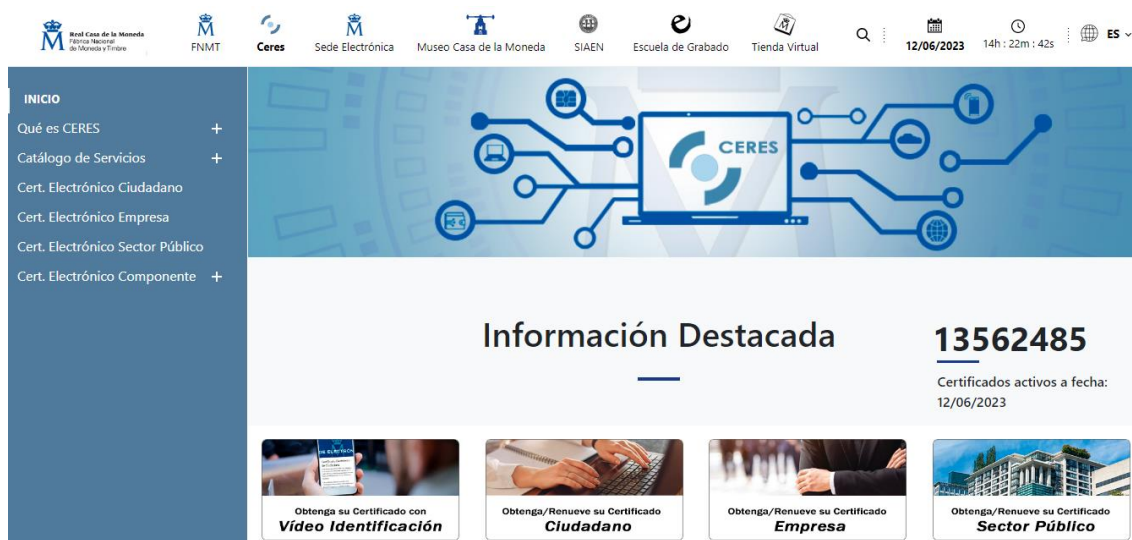 Real Casa de la Moneda
Fábrica Nacional
de Moneda y Timbre
FNMT
Ceres
Sede Electrónica
Museo Casa de la Moneda
SIAEN
Escuela de Grabado
Tienda Virtual
12/06/2023
14h : 22m : 42s
ES
INICIO
Qué es CERES +
Catálogo de Servicios +
Cert. Electrónico Ciudadano
Cert. Electrónico Empresa
Cert. Electrónico Sector Público
Cert. Electrónico Componente +
CERES
Información Destacada
13562485
Certificados activos a fecha:
12/06/2023
Obtenga su Certificado con
Vídeo Identificación
Obtenga/Renueve su Certificado
Ciudadano
Obtenga/Renueve su Certificado
Empresa
Obtenga/Renueve su Certificado
Sector Público